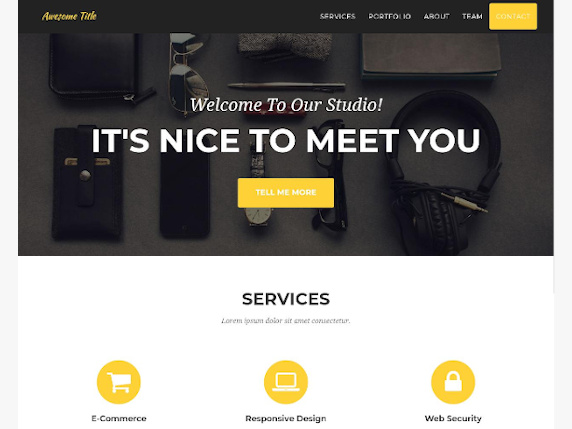 Awesome Title
SERVICES PORTFOLIO ABOUT TEAM CONTACT
Welcome To Our Studio!
IT'S NICE TO MEET YOU
TELL ME MORE
SERVICES
Lorem ipsum dolor sit amet consectetur.
E-Commerce Responsive Design Web Security